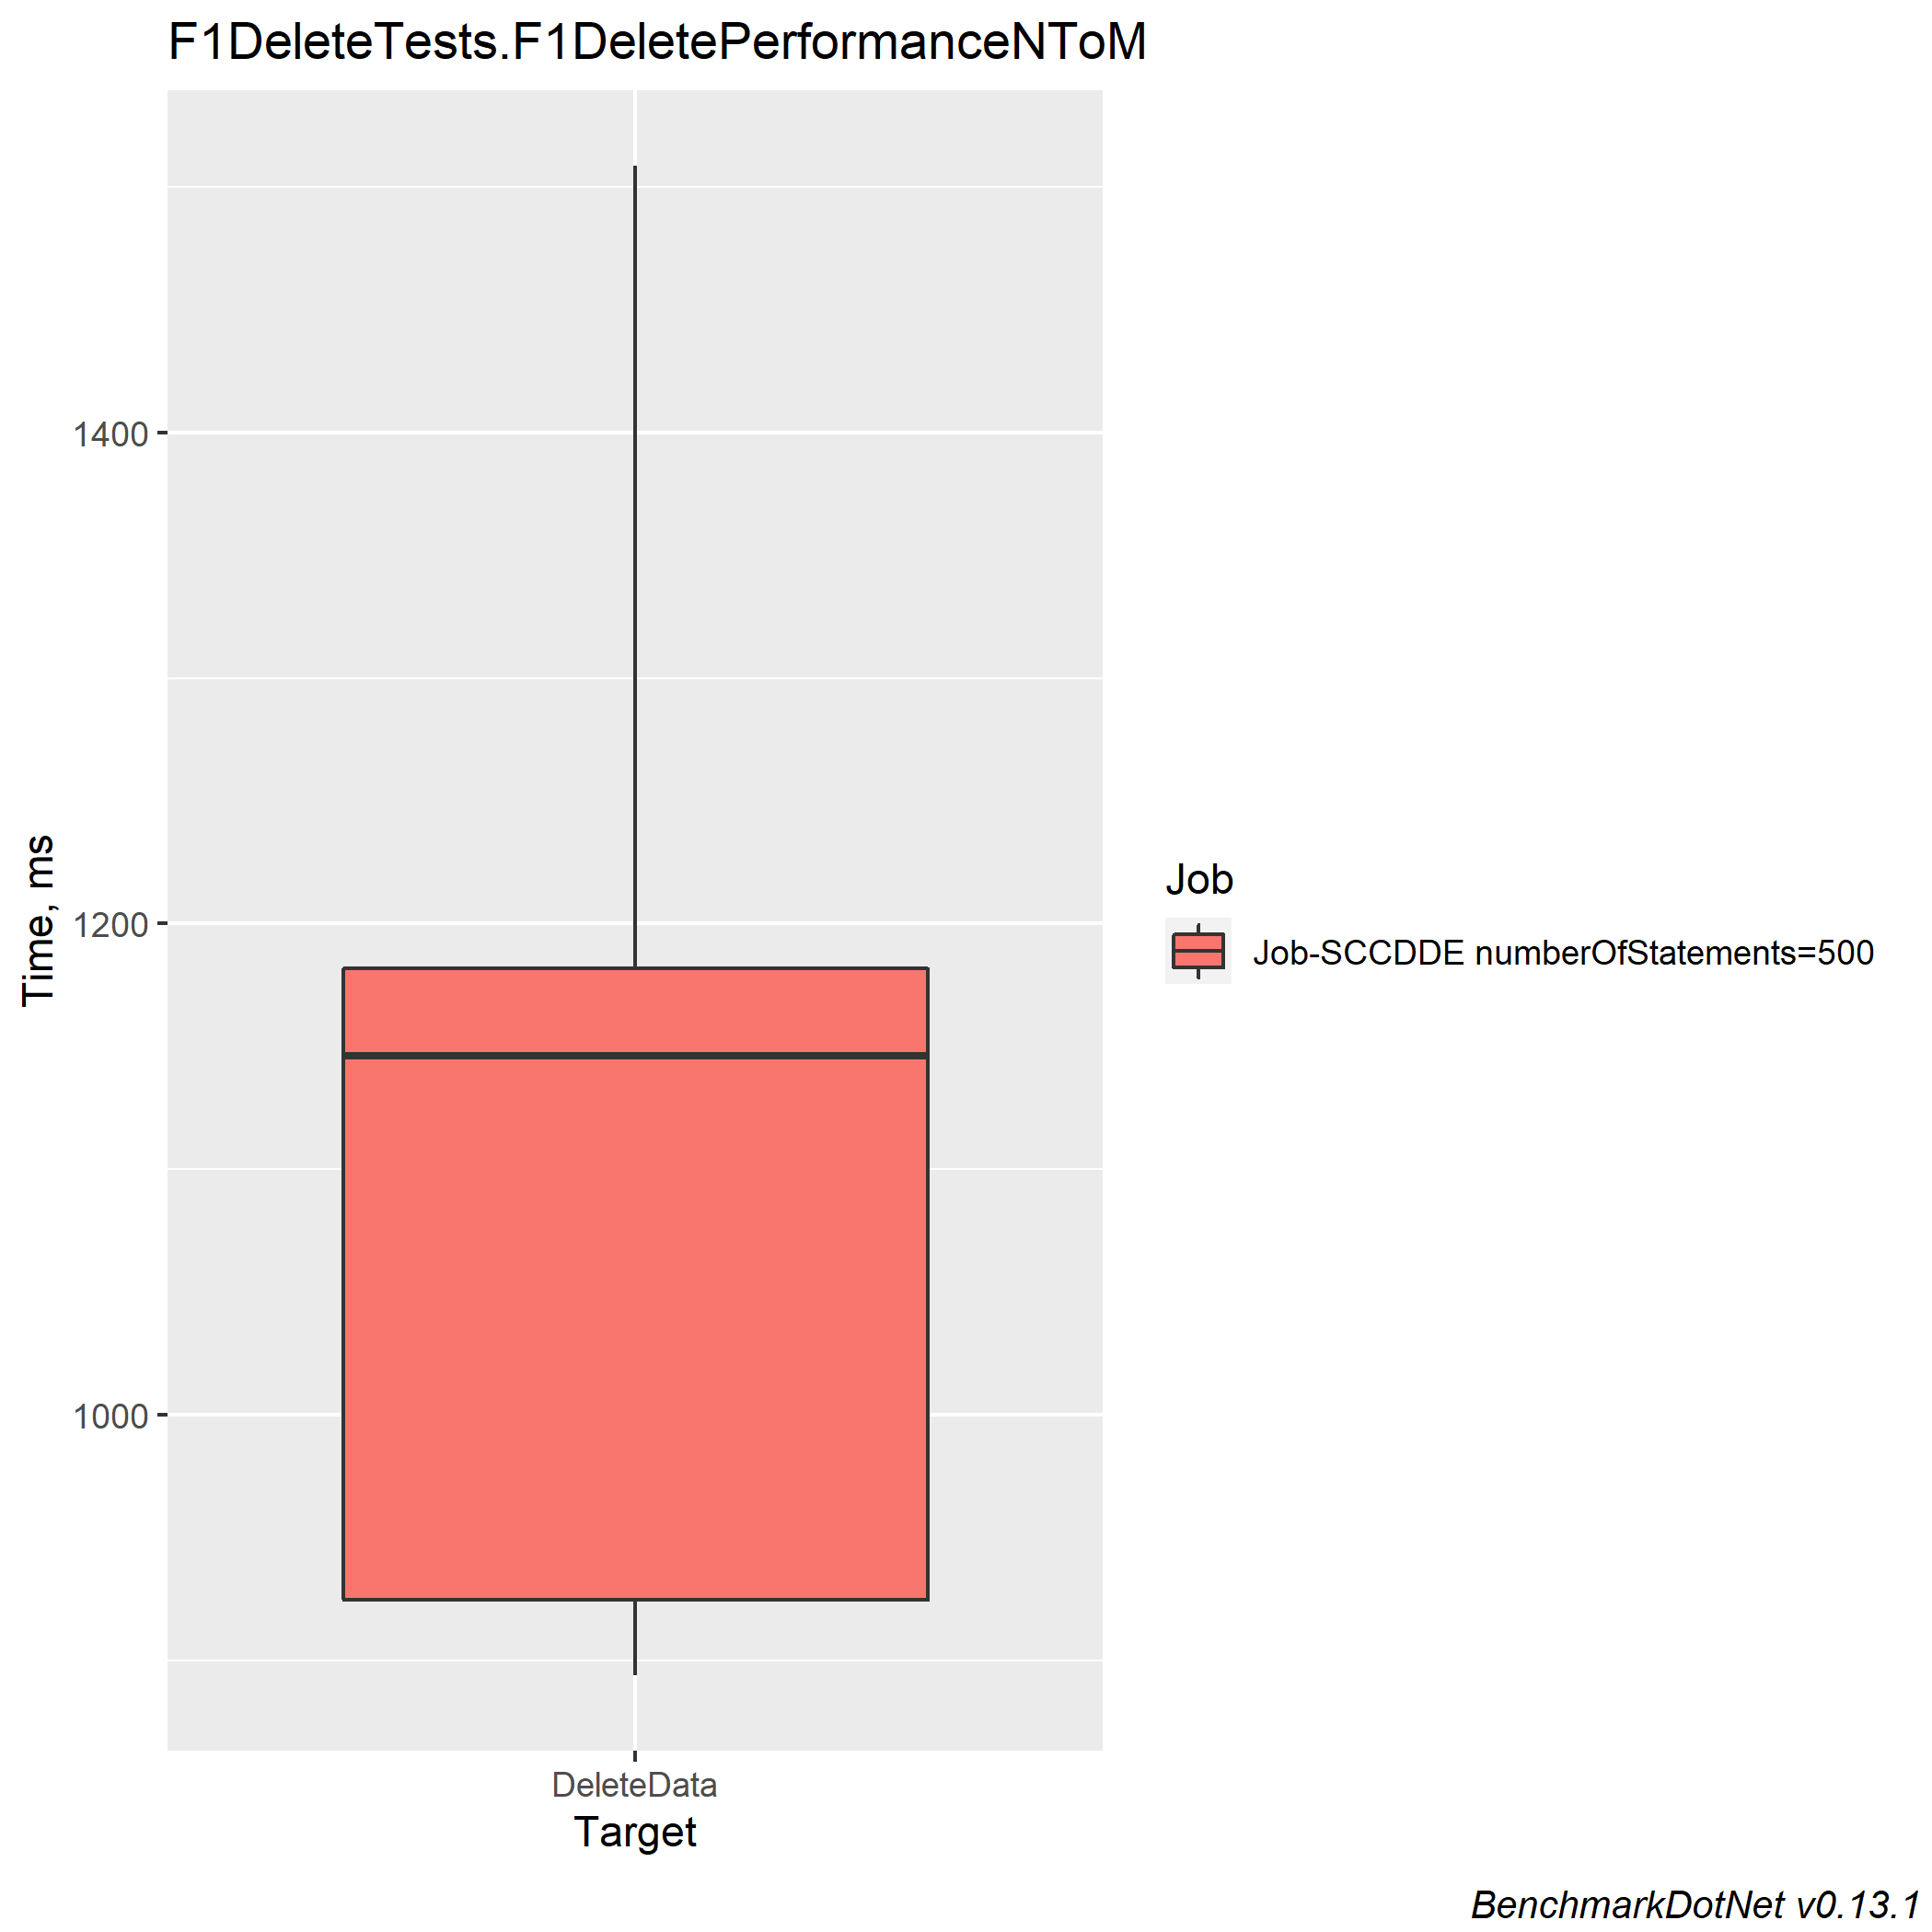 F1DeleteTests.F1DeletePerformanceNToM
1400
1200
1000
Time, ms
DeleteData
Target
Job
Job-SCCDDE numberOfStatements=500
BenchmarkDotNet v0.13.1